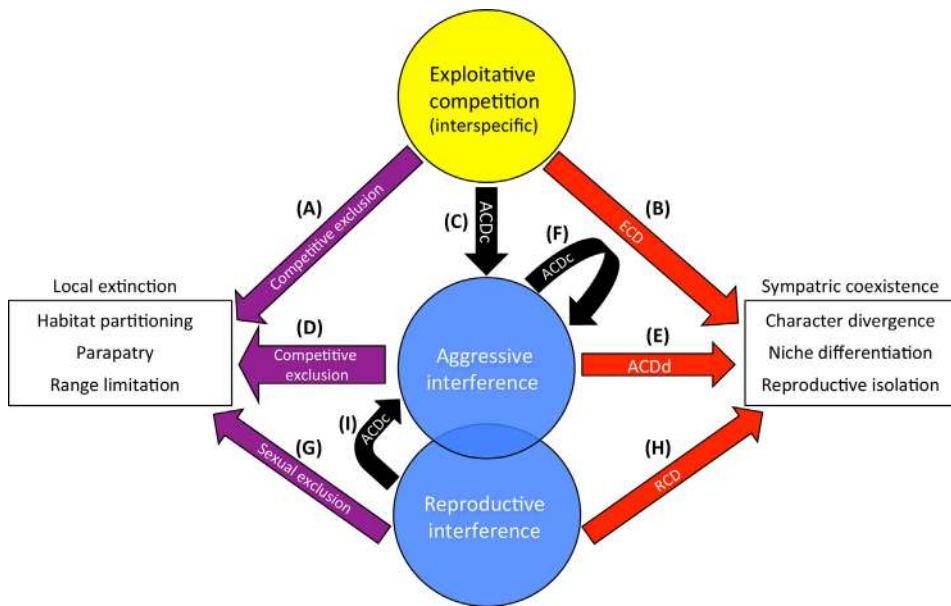 Exploitative
competition
(interspecific)
(A)
Competitive exclusion
(B)
ECD
(C)
ACDc
(F)
ACDc
Local extinction
Habitat partitioning
Parapatry
Range limitation
Sympatric coexistence
Character divergence
Niche differentiation
Reproductive isolation
(D)
Competitive
exclusion
Aggressive
interference
(E)
ACDd
(I)
ACDc
(G)
Sexual exclusion
(H)
RCD
Reproductive
interference